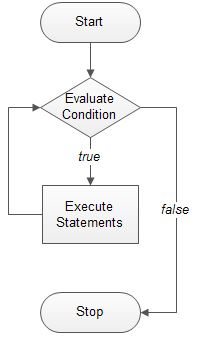 Start
Evaluate
Condition
true
Execute
Statements
false
Stop